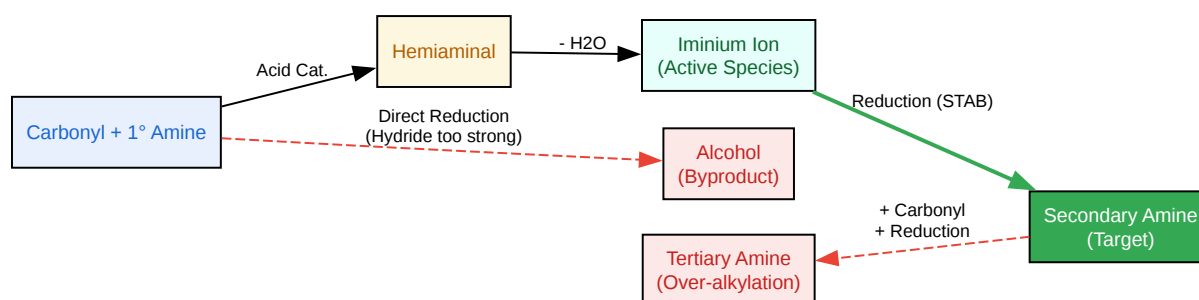 Carbonyl + 1° Amine
Acid Cat.
Hemiaminal
- H2O
Iminium Ion
(Active Species)
Direct Reduction
(Hydride too strong)
Alcohol
(Byproduct)
Reduction (STAB)
Secondary Amine
(Target)
+ Carbonyl
+ Reduction
Tertiary Amine
(Over-alkylation)